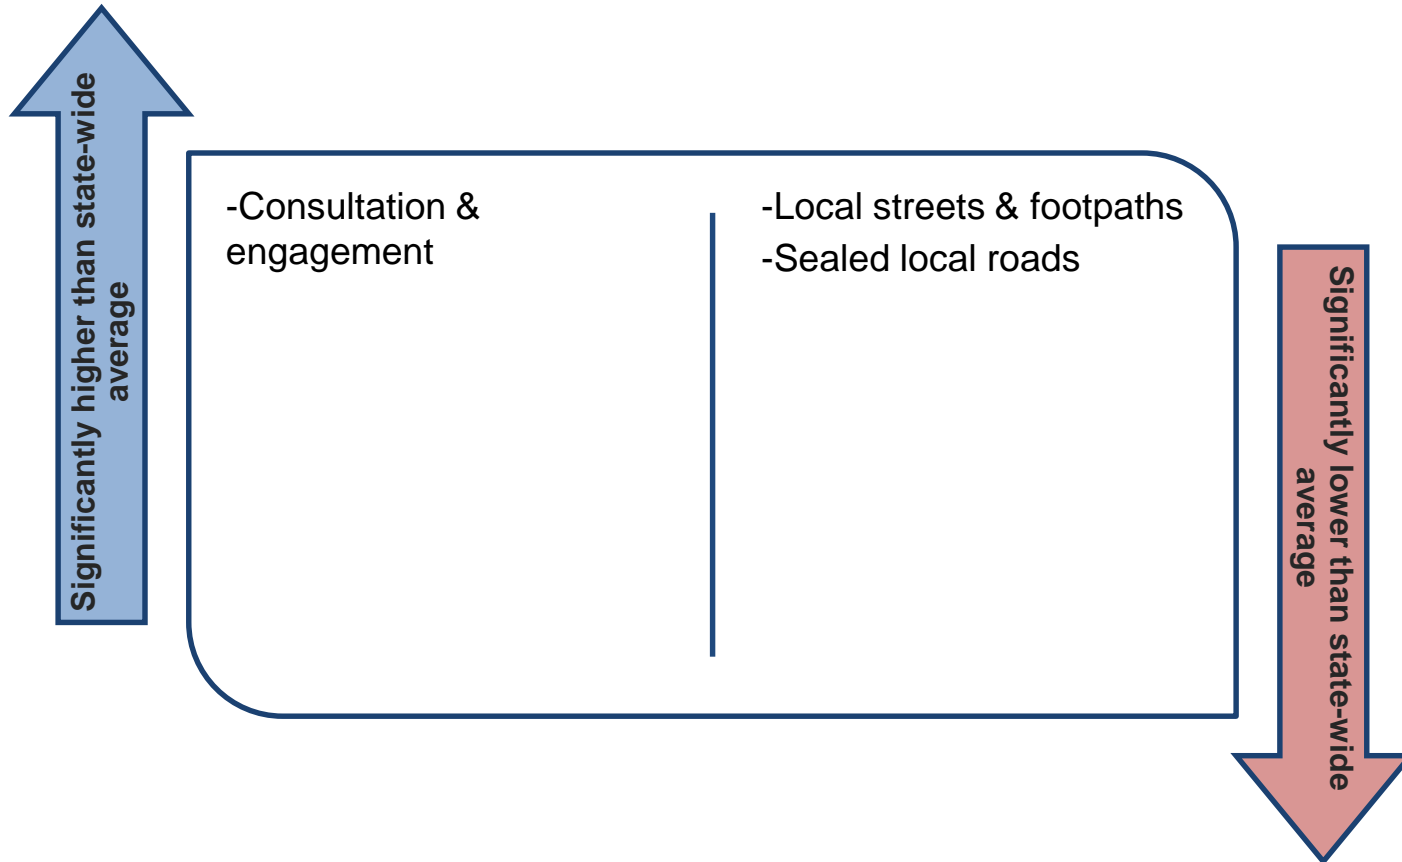 Significantly higher than state-wide
average
-Consultation &
engagement
-Local streets & footpaths
-Sealed local roads
Significantly lower than state-wide
average